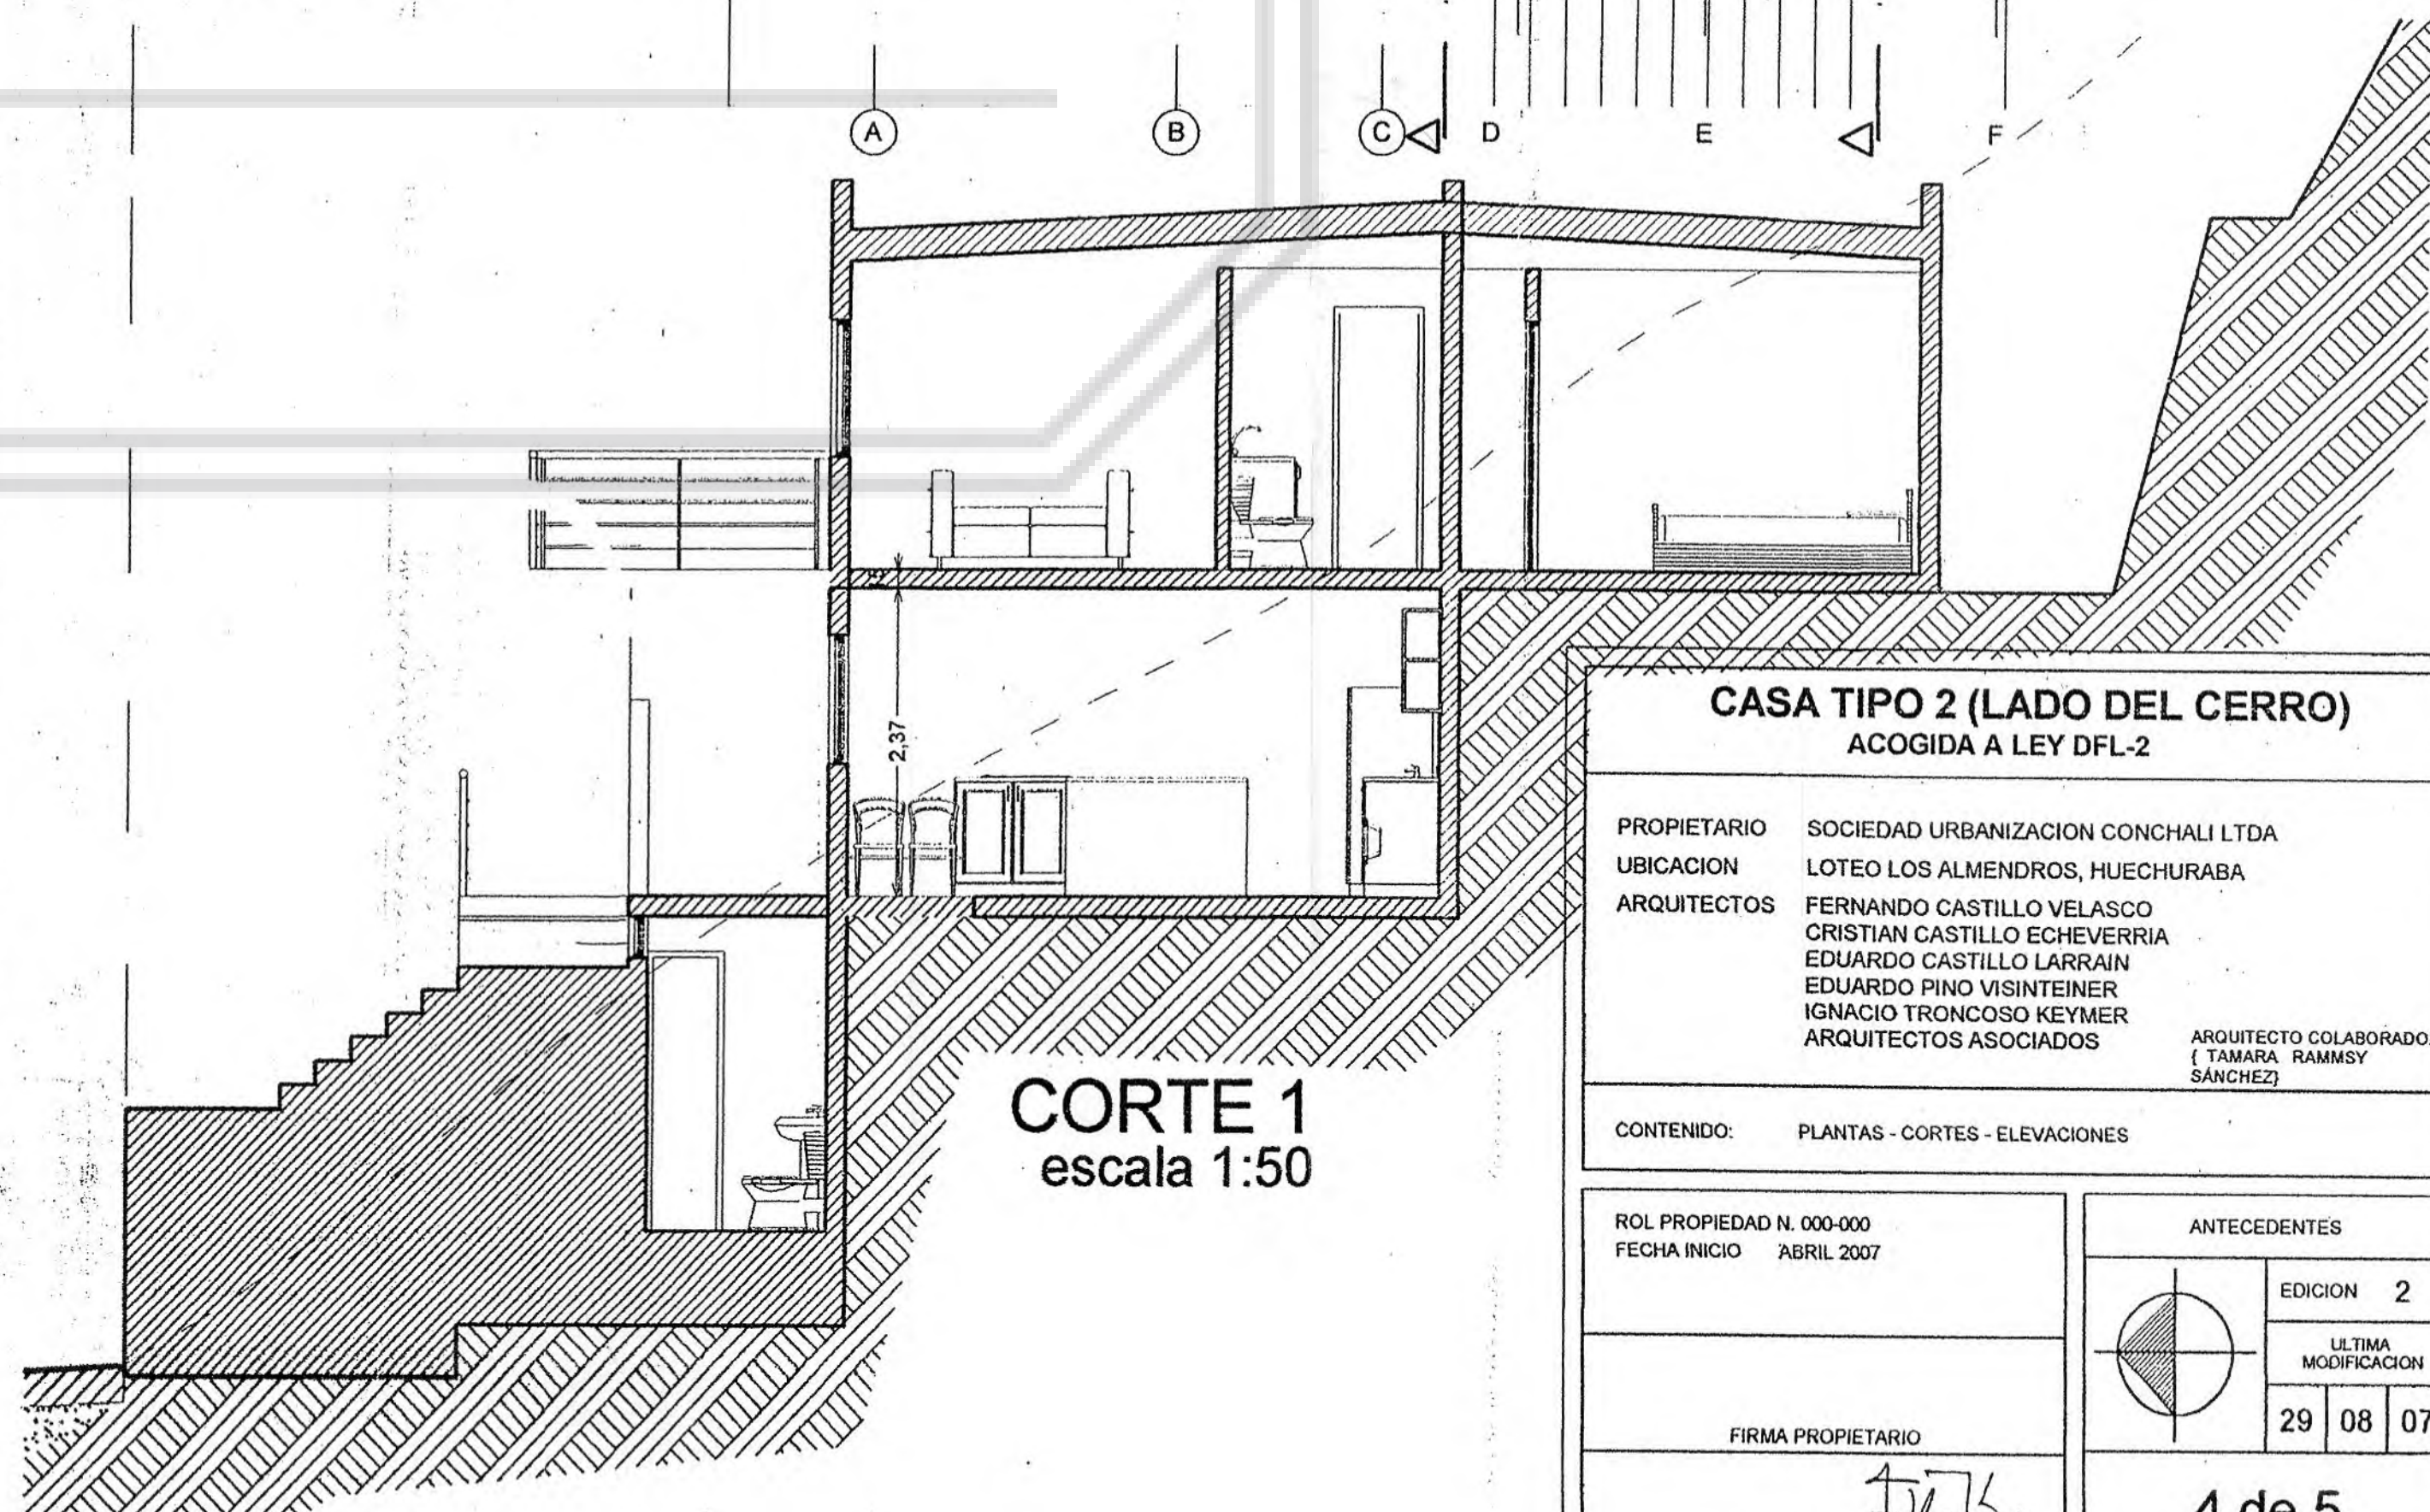 A B C D E F
2,37
CORTE 1
escala 1:50
CASA TIPO 2 (LADO DEL CERRO)
ACOGIDA A LEY DFL-2
PROPIETARIO SOCIEDAD URBANIZACION CONCHALI LTDA
UBICACION LOTEO LOS ALMENDROS, HUECHURABA
ARQUITECTOS FERNANDO CASTILLO VELASCO
CRISTIAN CASTILLO ECHEVERRIA
EDUARDO CASTILLO LARRAIN
EDUARDO PINO VISINTEINER
IGNACIO TRONCOSO KEYMER
ARQUITECTOS ASOCIADOS
ARQUITECTO COLABORADO
{ TAMARA RAMMSY
SÁNCHEZ}
CONTENIDO: PLANTAS - CORTES - ELEVACIONES
ROL PROPIEDAD N. 000-000
FECHA INICIO ABRIL 2007
FIRMA PROPIETARIO
ANTECEDENTES
EDICION 2
ULTIMA
MODIFICACION
29 08 07
4 de 5